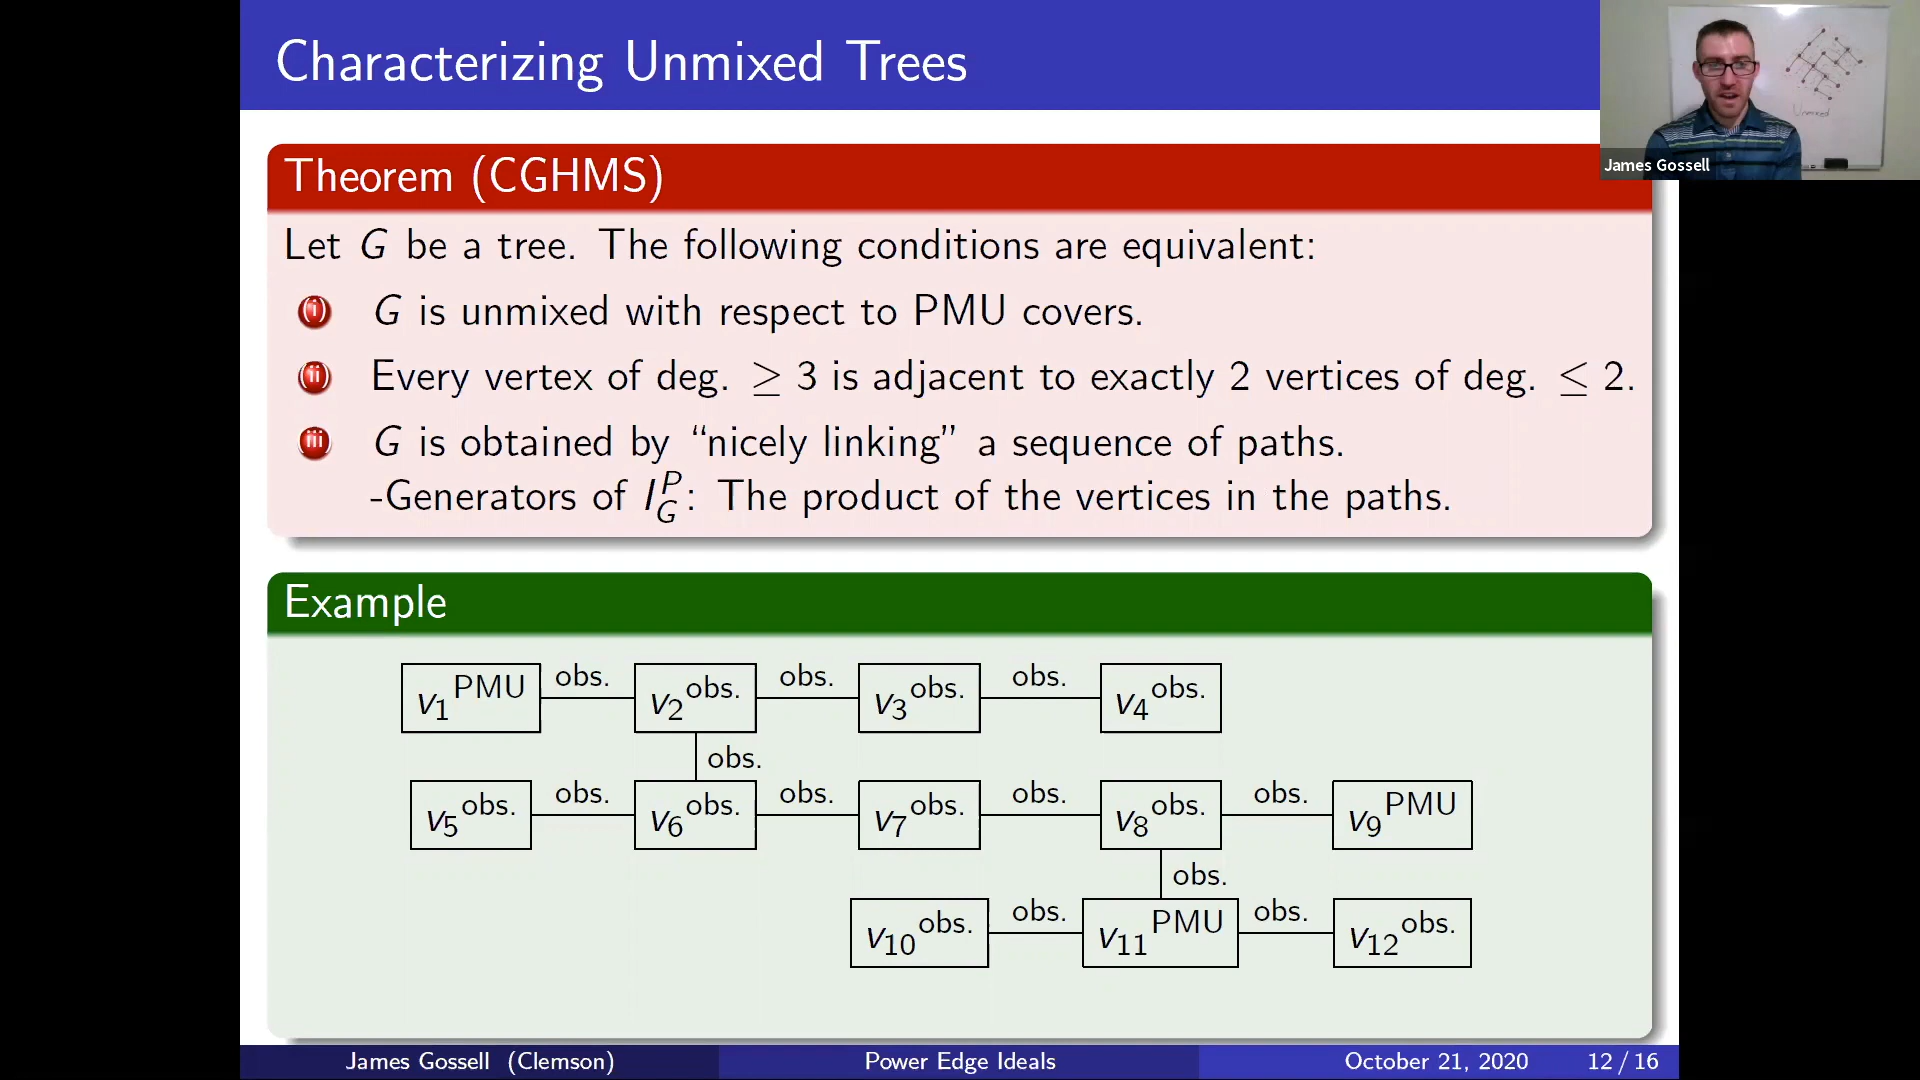 Characterizing Unmixed Trees
James Gossell
Unmixed
Theorem (CGHMS)
Let G be a tree. The following conditions are equivalent:
(i) G is unmixed with respect to PMU covers.
(ii) Every vertex of deg. ≥ 3 is adjacent to exactly 2 vertices of deg. ≤ 2.
(iii) G is obtained by “nicely linking” a sequence of paths.
-Generators of I_G^P: The product of the vertices in the paths.
Example
v₁ PMU obs. v₂ obs. obs. v₃ obs. obs. v₄ obs.
obs.
v₅ obs. obs. v₆ obs. obs. v₇ obs. obs. v₈ obs. obs. v₉ PMU
obs.
v₁₀ obs. obs. v₁₁ PMU obs. v₁₂ obs.
James Gossell (Clemson) Power Edge Ideals October 21, 2020 12 / 16